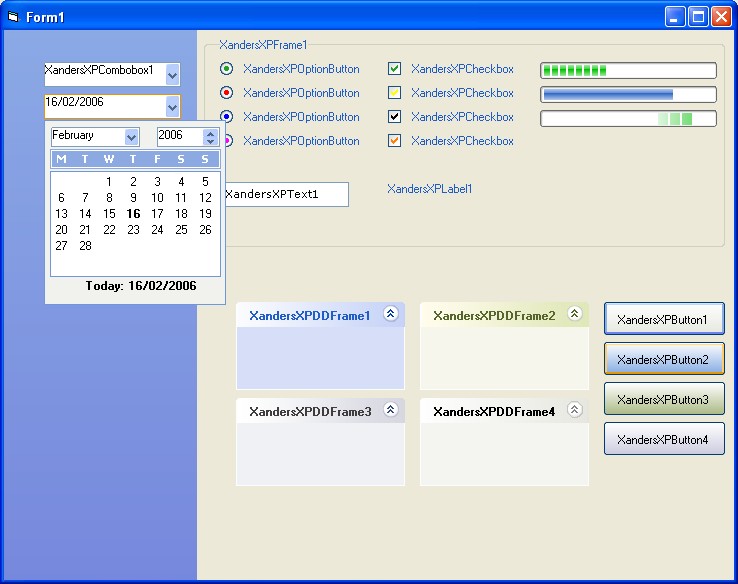 Form1
XandersXPCombobox1
16/02/2006
February 2006
M T W T F S S
1 2 3 4 5
6 7 8 9 10 11 12
13 14 15 16 17 18 19
20 21 22 23 24 25 26
27 28
Today: 16/02/2006
XandersXPFrame1
XandersXPOptionButton XandersXPCheckbox
XandersXPOptionButton XandersXPCheckbox
XandersXPOptionButton XandersXPCheckbox
XandersXPOptionButton XandersXPCheckbox
XandersXPText1 XandersXPLabel1
XandersXPDDFrame1 XandersXPDDFrame2
XandersXPDDFrame3 XandersXPDDFrame4
XandersXPButton1
XandersXPButton2
XandersXPButton3
XandersXPButton4